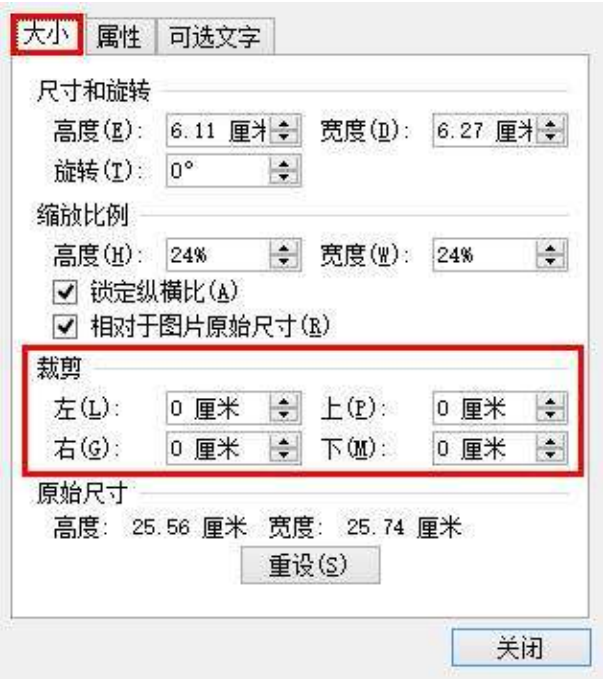 大小 属性 可选文字
尺寸和旋转
高度(E): 6.11 厘米 宽度(D): 6.27 厘米
旋转(T): 0°
缩放比例
高度(H): 24% 宽度(W): 24%
锁定纵横比(A)
相对于图片原始尺寸(R)
裁剪
左(L): 0 厘米 上(P): 0 厘米
右(G): 0 厘米 下(M): 0 厘米
原始尺寸
高度: 25.56 厘米 宽度: 25.74 厘米
重设(S)
关闭